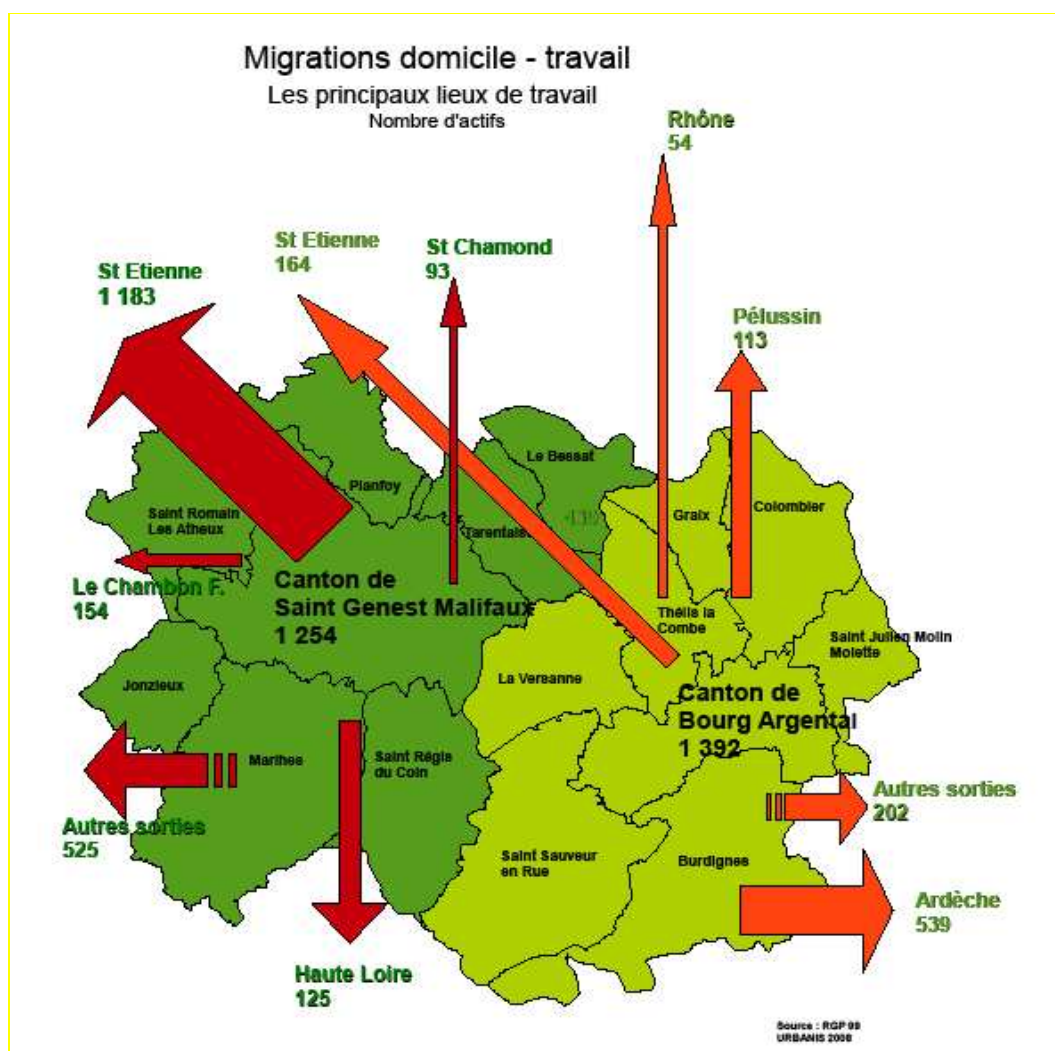 Migrations domicile - travail
Les principaux lieux de travail
Nombre d'actifs
Rhône
54
St Etienne
164
St Chamond
93
St Etienne
1 183
Pélussin
113
Le Bessat
Planfoy
Saint Romain
Les Atheux
Tarentaise
Graix
Colombier
Le Chambon F.
154
Canton de
Saint Genest Malifaux
1 254
Thélis la
Combe
Saint Julien Molin
Molette
Jonzieux
La Versanne
Canton de
Bourg Argental
1 392
Marlhes
Saint Régis
du Coin
Autres sorties
525
Autres sorties
202
Saint Sauveur
en Rue
Burdignes
Ardèche
539
Haute Loire
125
Source : RGP 99
URBANIS 2008